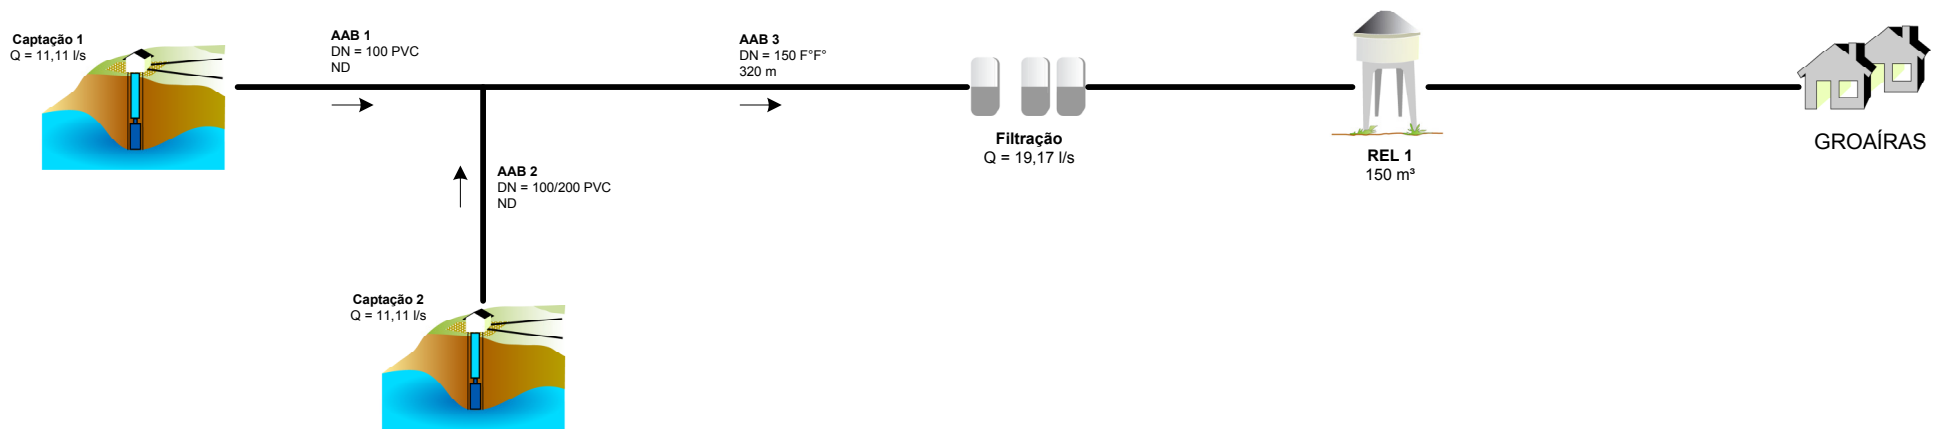 Captação 1
Q = 11,11 l/s
AAB 1
DN = 100 PVC
ND
AAB 3
DN = 150 F°F°
320 m
Filtração
Q = 19,17 l/s
REL 1
150 m³
GROAÍRAS
AAB 2
DN = 100/200 PVC
ND
Captação 2
Q = 11,11 l/s